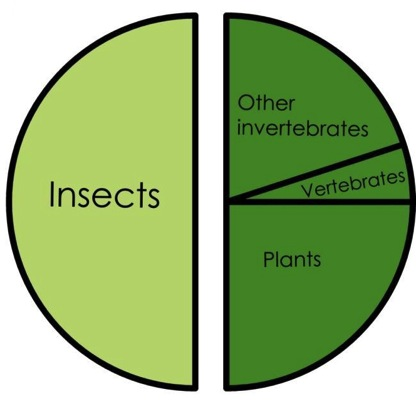 Insects
Other
invertebrates
Vertebrates
Plants